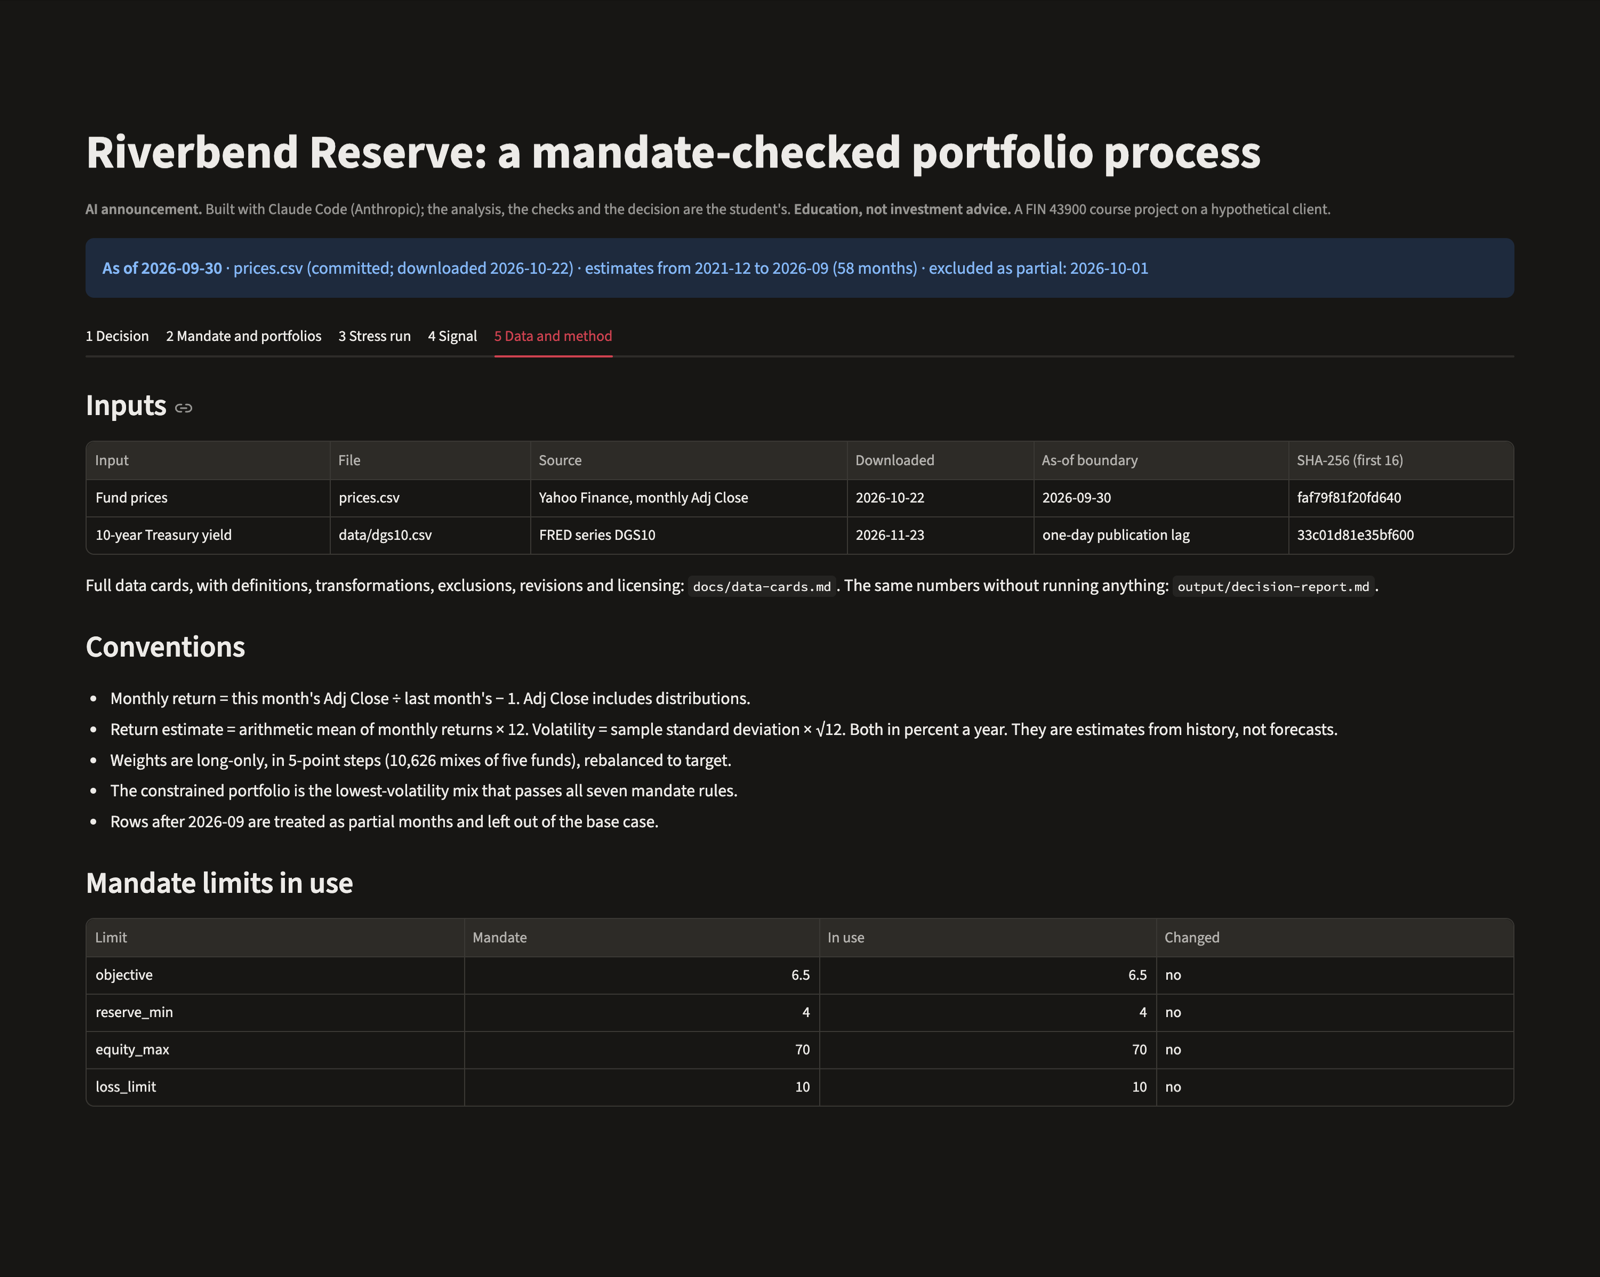 Riverbend Reserve: a mandate-checked portfolio process
AI announcement. Built with Claude Code (Anthropic); the analysis, the checks and the decision are the student's. Education, not investment advice. A FIN 43900 course project on a hypothetical client.
As of 2026-09-30 · prices.csv (committed; downloaded 2026-10-22) · estimates from 2021-12 to 2026-09 (58 months) · excluded as partial: 2026-10-01
1 Decision 2 Mandate and portfolios 3 Stress run 4 Signal 5 Data and method
Inputs
Input File Source Downloaded As-of boundary SHA-256 (first 16)
Fund prices prices.csv Yahoo Finance, monthly Adj Close 2026-10-22 2026-09-30 faf79f81f20fd640
10-year Treasury yield data/dgs10.csv FRED series DGS10 2026-11-23 one-day publication lag 33c01d81e35bf600
Full data cards, with definitions, transformations, exclusions, revisions and licensing: docs/data-cards.md. The same numbers without running anything: output/decision-report.md.
Conventions
• Monthly return = this month's Adj Close ÷ last month's − 1. Adj Close includes distributions.
• Return estimate = arithmetic mean of monthly returns × 12. Volatility = sample standard deviation × √12. Both in percent a year. They are estimates from history, not forecasts.
• Weights are long-only, in 5-point steps (10,626 mixes of five funds), rebalanced to target.
• The constrained portfolio is the lowest-volatility mix that passes all seven mandate rules.
• Rows after 2026-09 are treated as partial months and left out of the base case.
Mandate limits in use
Limit Mandate In use Changed
objective 6.5 6.5 no
reserve_min 4 4 no
equity_max 70 70 no
loss_limit 10 10 no